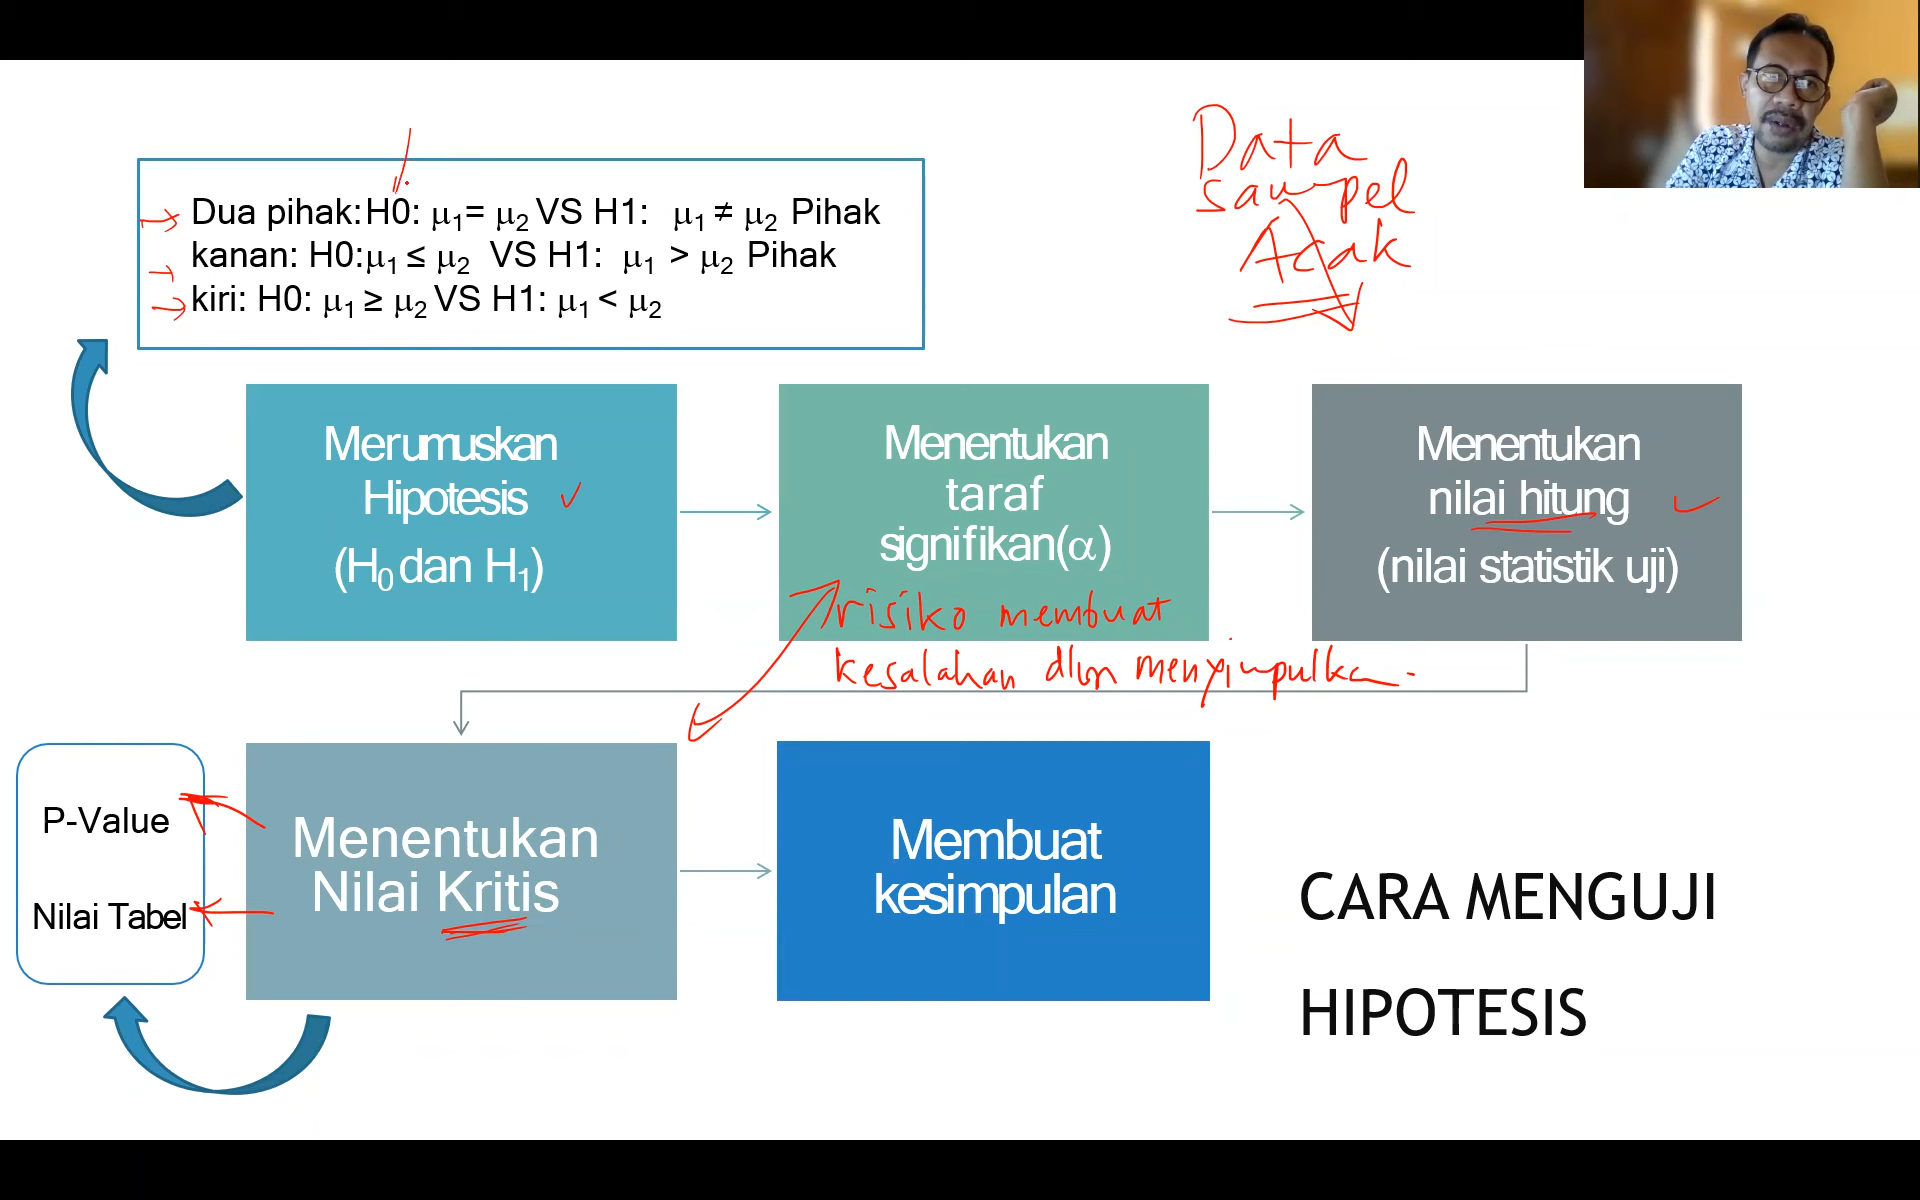 Data
sampel
Acak
Dua pihak:H0: μ1= μ2 VS H1: μ1 ≠ μ2 Pihak
kanan: H0:μ1 ≤ μ2 VS H1: μ1 > μ2 Pihak
kiri: H0: μ1 ≥ μ2 VS H1: μ1 < μ2
Merumuskan
Hipotesis
(H0 dan H1)
Menentukan
taraf
signifikan(α)
risiko membuat
kesalahan dlm menyimpulkan.
Menentukan
nilai hitung
(nilai statistik uji)
P-Value
Nilai Tabel
Menentukan
Nilai Kritis
Membuat
kesimpulan
CARA MENGUJI
HIPOTESIS